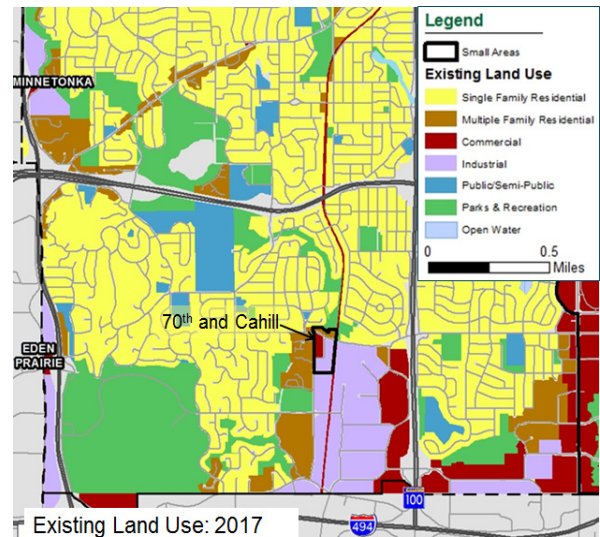 Legend
Small Areas
Existing Land Use
Single Family Residential
Multiple Family Residential
Commercial
Industrial
Public/Semi-Public
Parks & Recreation
Open Water
0 0.5
Miles
MINNETONKA
70th and Cahill
EDEN
PRAIRIE
100
494
Existing Land Use: 2017